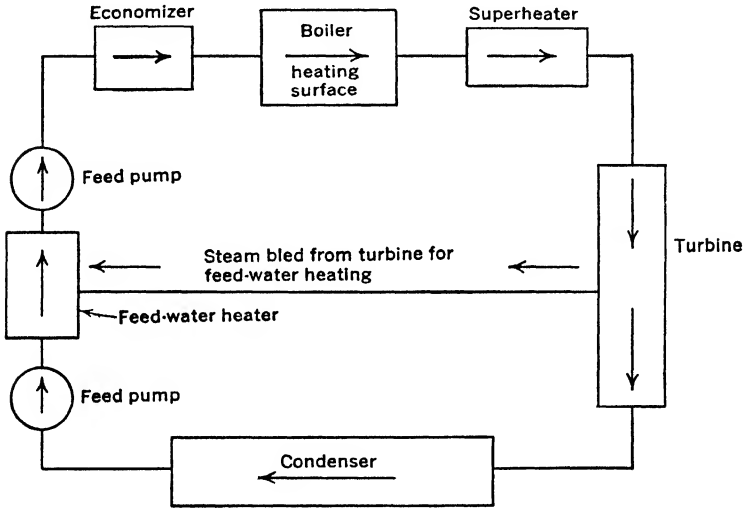 Economizer
Boiler
heating
surface
Superheater
Feed pump
Turbine
Steam bled from turbine for
feed-water heating
Feed-water heater
Feed pump
Condenser